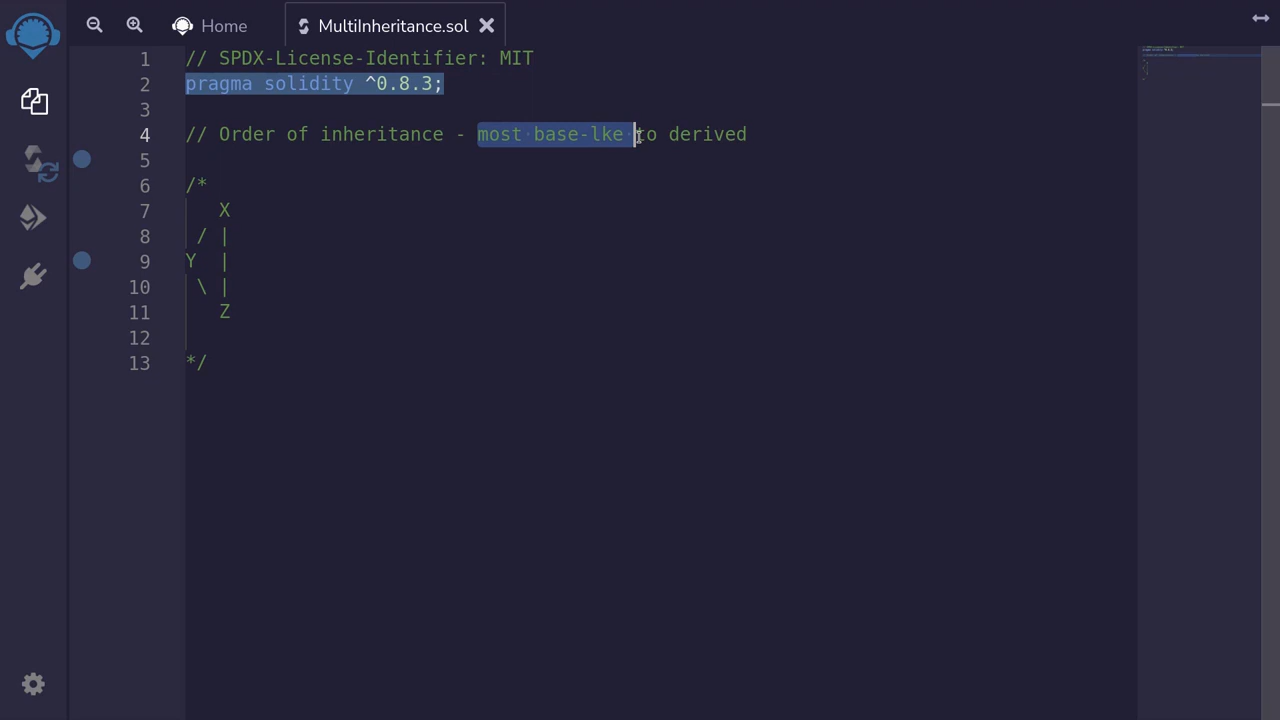 Home
MultiInheritance.sol
1 // SPDX-License-Identifier: MIT
2 pragma solidity ^0.8.3;
3
4 // Order of inheritance - most base-lke to derived
5
6 /*
7    X
8  / |
9 Y  |
10  \ |
11    Z
12
13 */